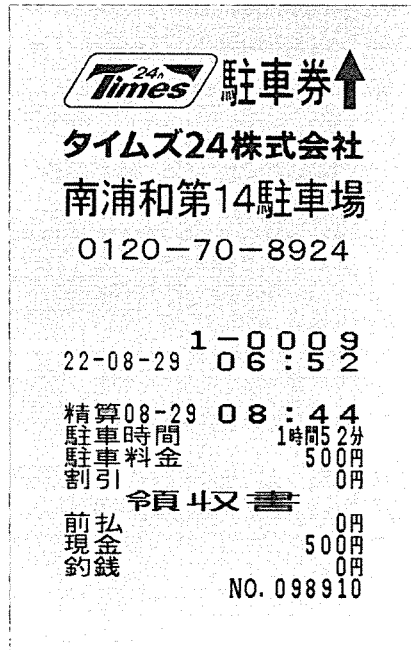 24h Times 駐車券↑
タイムズ24株式会社
南浦和第14駐車場
0120-70-8924
1-0009
22-08-29 06:52
精算08-29 08:44
駐車時間 1時間52分
駐車料金 500円
割引 0円
領収書
前払 0円
現金 500円
釣銭 0円
NO.098910